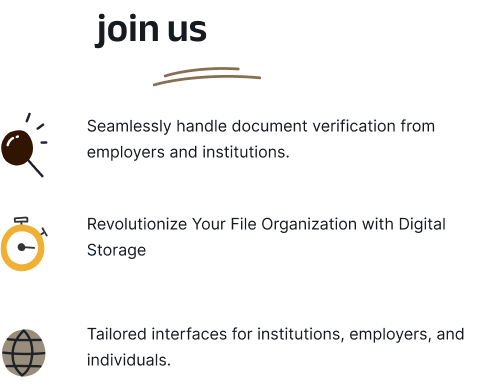 join us
Seamlessly handle document verification from
employers and institutions.
Revolutionize Your File Organization with Digital
Storage
Tailored interfaces for institutions, employers, and
individuals.